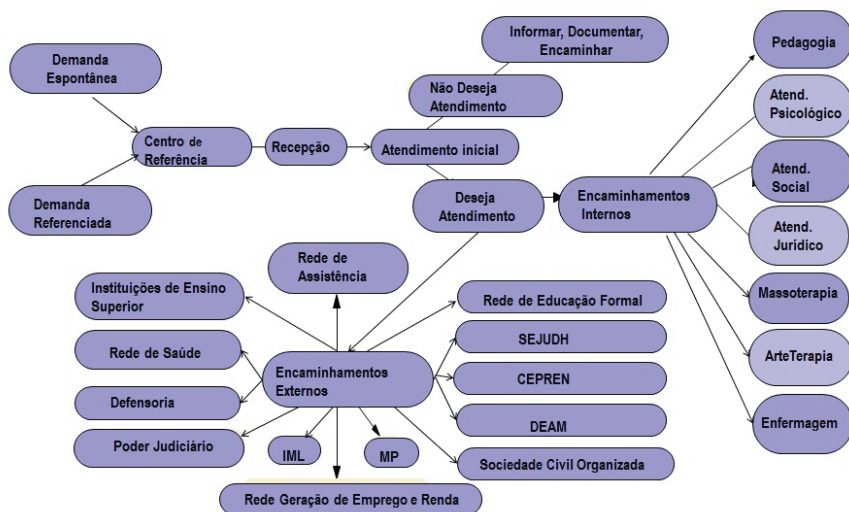 Demanda
Espontânea
Demanda
Referenciada
Centro de
Referência
Recepção
Atendimento inicial
Não Deseja
Atendimento
Informar, Documentar,
Encaminhar
Deseja
Atendimento
Encaminhamentos
Internos
Pedagogia
Atend.
Psicológico
Atend.
Social
Atend.
Jurídico
Massoterapia
ArteTerapia
Enfermagem
Rede de
Assistência
Instituições de Ensino
Superior
Rede de Saúde
Defensoria
Poder Judiciário
Encaminhamentos
Externos
IML
MP
Rede Geração de Emprego e Renda
Rede de Educação Formal
SEJUDH
CEPREN
DEAM
Sociedade Civil Organizada